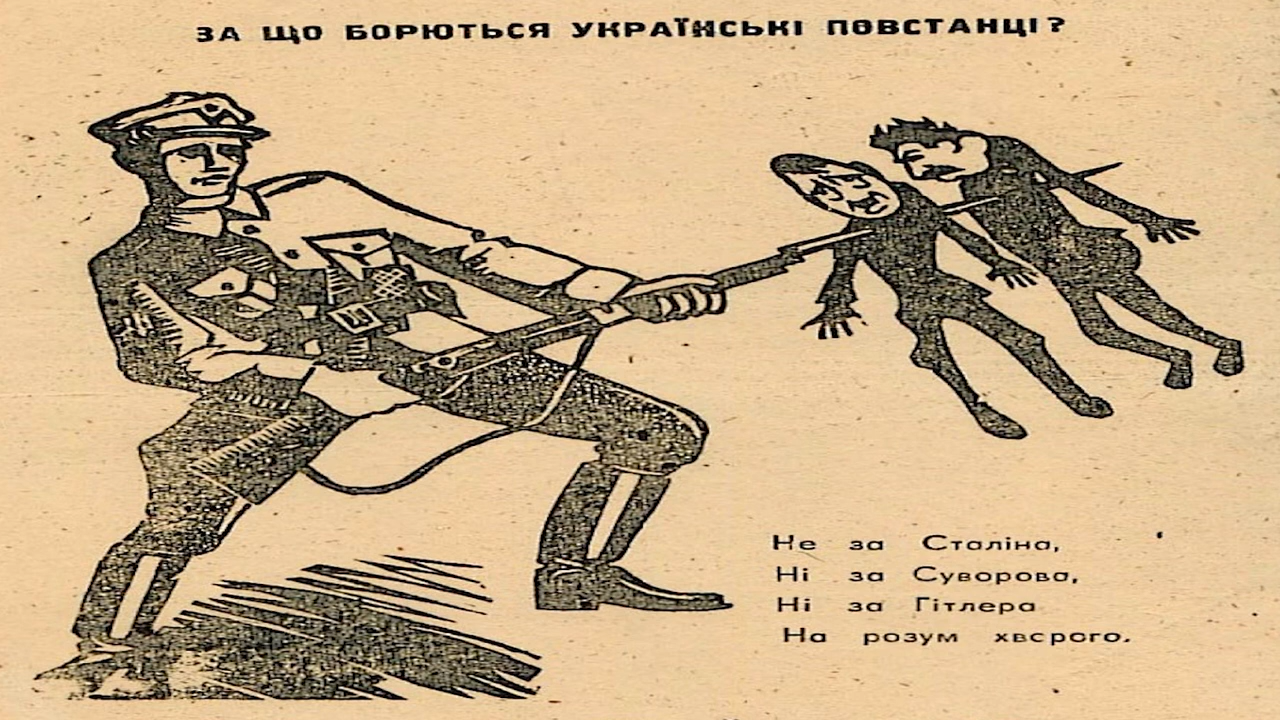 ЗА ЩО БОРЮТЬСЯ УКРАЇНСЬКІ ПОВСТАНЦІ?
Не за Сталіна,
Ні за Суворова,
Ні за Гітлера
На розум хворого.